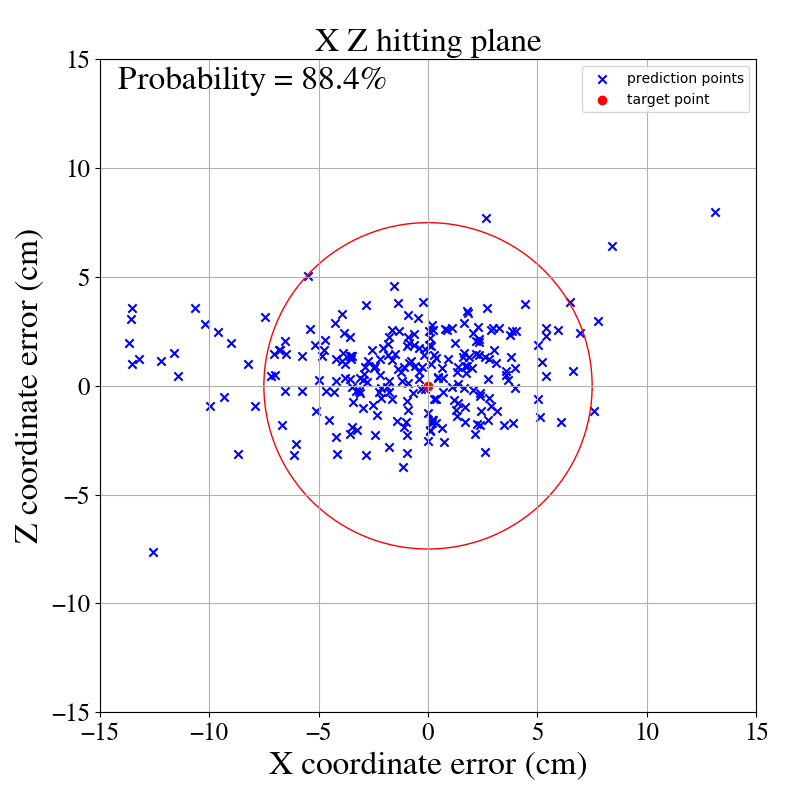 X Z hitting plane
Probability = 88.4%
prediction points
target point
15
10
5
0
−5
−10
−15
Z coordinate error (cm)
−15 −10 −5 0 5 10 15
X coordinate error (cm)